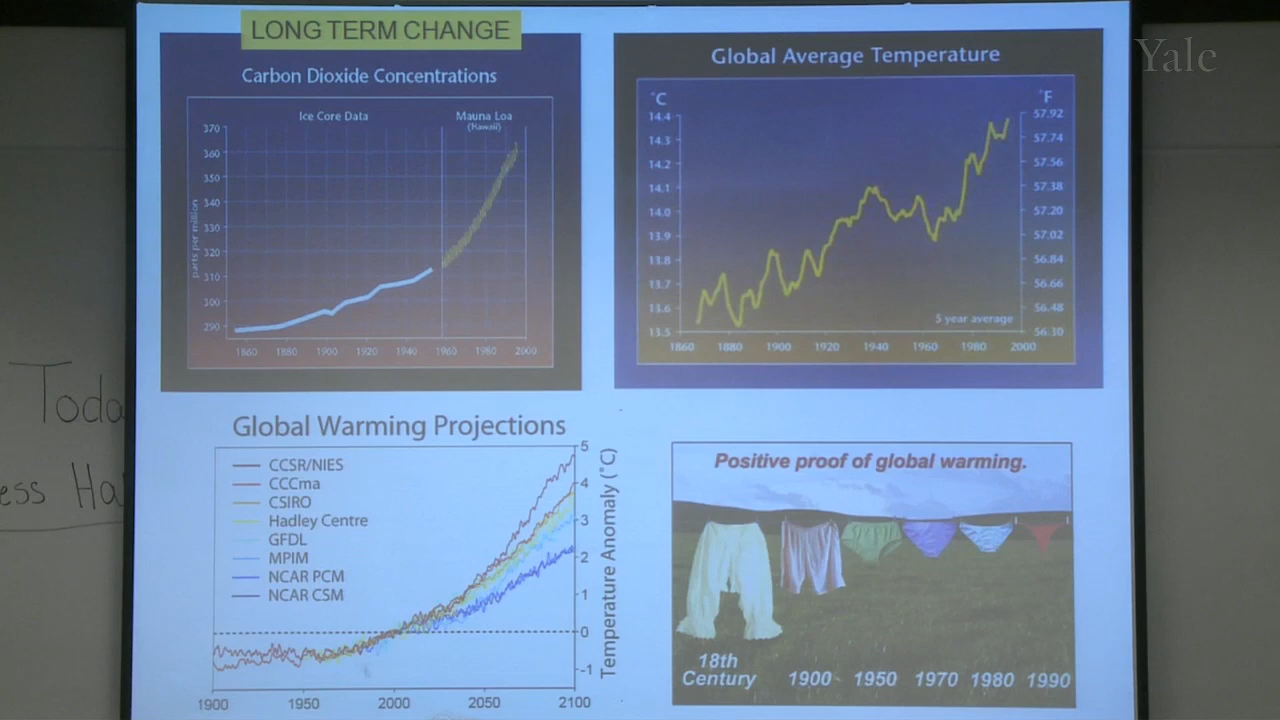 LONG TERM CHANGE
Carbon Dioxide Concentrations
Ice Core Data
Mauna Loa
(Hawaii)
370
360
350
340
330
320
310
300
290
parts per million
1860 1880 1900 1920 1940 1960 1980 2000
Global Average Temperature
°C
°F
14.4
14.3
14.2
14.1
14.0
13.9
13.8
13.7
13.6
13.5
57.92
57.74
57.56
57.38
57.20
57.02
56.84
56.66
56.48
56.30
5 year average
1860 1880 1900 1920 1940 1960 1980 2000
Yale
Toda
ess Ha
Global Warming Projections
CCSR/NIES
CCCma
CSIRO
Hadley Centre
GFDL
MPIM
NCAR PCM
NCAR CSM
5
4
3
2
1
0
-1
Temperature Anomaly (°C)
1900 1950 2000 2050 2100
Positive proof of global warming.
18th
Century 1900 1950 1970 1980 1990